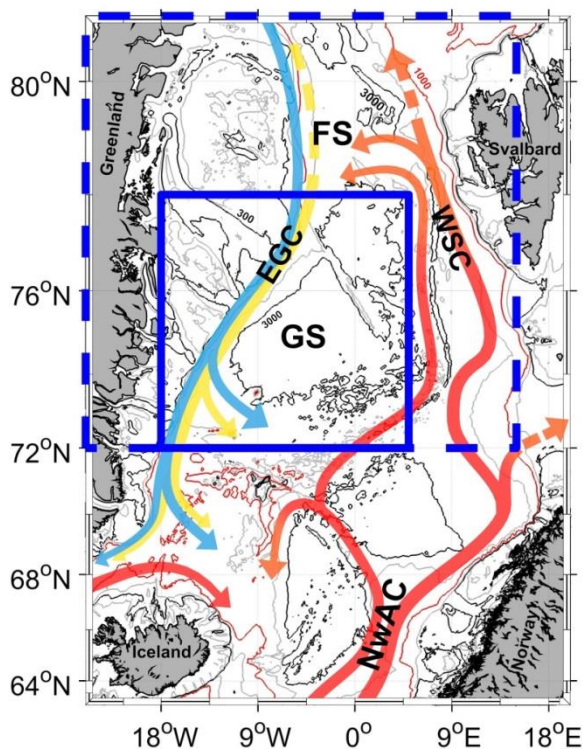 80°N
76°N
72°N
68°N
64°N
18°W
9°W
0°
9°E
18°E
Greenland
FS
3000
1000
Svalbard
300
EGC
WSC
3000
GS
NwAC
Iceland
Norway